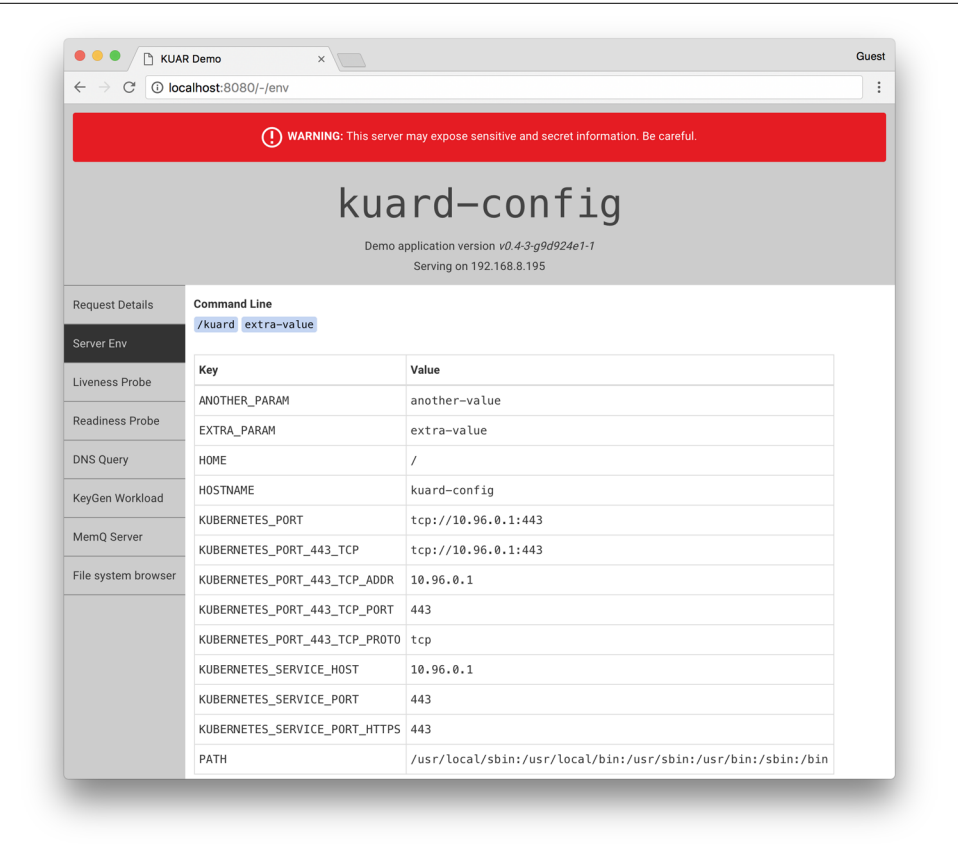 KUAR Demo
Guest
localhost:8080/-/env
WARNING: This server may expose sensitive and secret information. Be careful.
kuard-config
Demo application version v0.4-3-g9d924e1-1
Serving on 192.168.8.195
Request Details
Server Env
Liveness Probe
Readiness Probe
DNS Query
KeyGen Workload
MemQ Server
File system browser
Command Line
/kuard extra-value
Key Value
ANOTHER_PARAM another-value
EXTRA_PARAM extra-value
HOME /
HOSTNAME kuard-config
KUBERNETES_PORT tcp://10.96.0.1:443
KUBERNETES_PORT_443_TCP tcp://10.96.0.1:443
KUBERNETES_PORT_443_TCP_ADDR 10.96.0.1
KUBERNETES_PORT_443_TCP_PORT 443
KUBERNETES_PORT_443_TCP_PROTO tcp
KUBERNETES_SERVICE_HOST 10.96.0.1
KUBERNETES_SERVICE_PORT 443
KUBERNETES_SERVICE_PORT_HTTPS 443
PATH /usr/local/sbin:/usr/local/bin:/usr/sbin:/usr/bin:/sbin:/bin